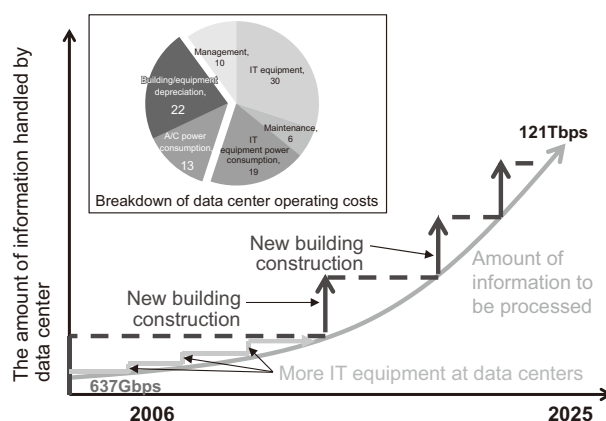 The amount of information handled by
data center
Management,
10
IT equipment,
30
Building/equipment
depreciation,
22
Maintenance,
6
A/C power
consumption,
13
IT
equipment power
consumption,
19
Breakdown of data center operating costs
121Tbps
New building
construction
Amount of
information to
be processed
New building
construction
More IT equipment at data centers
637Gbps
2006
2025